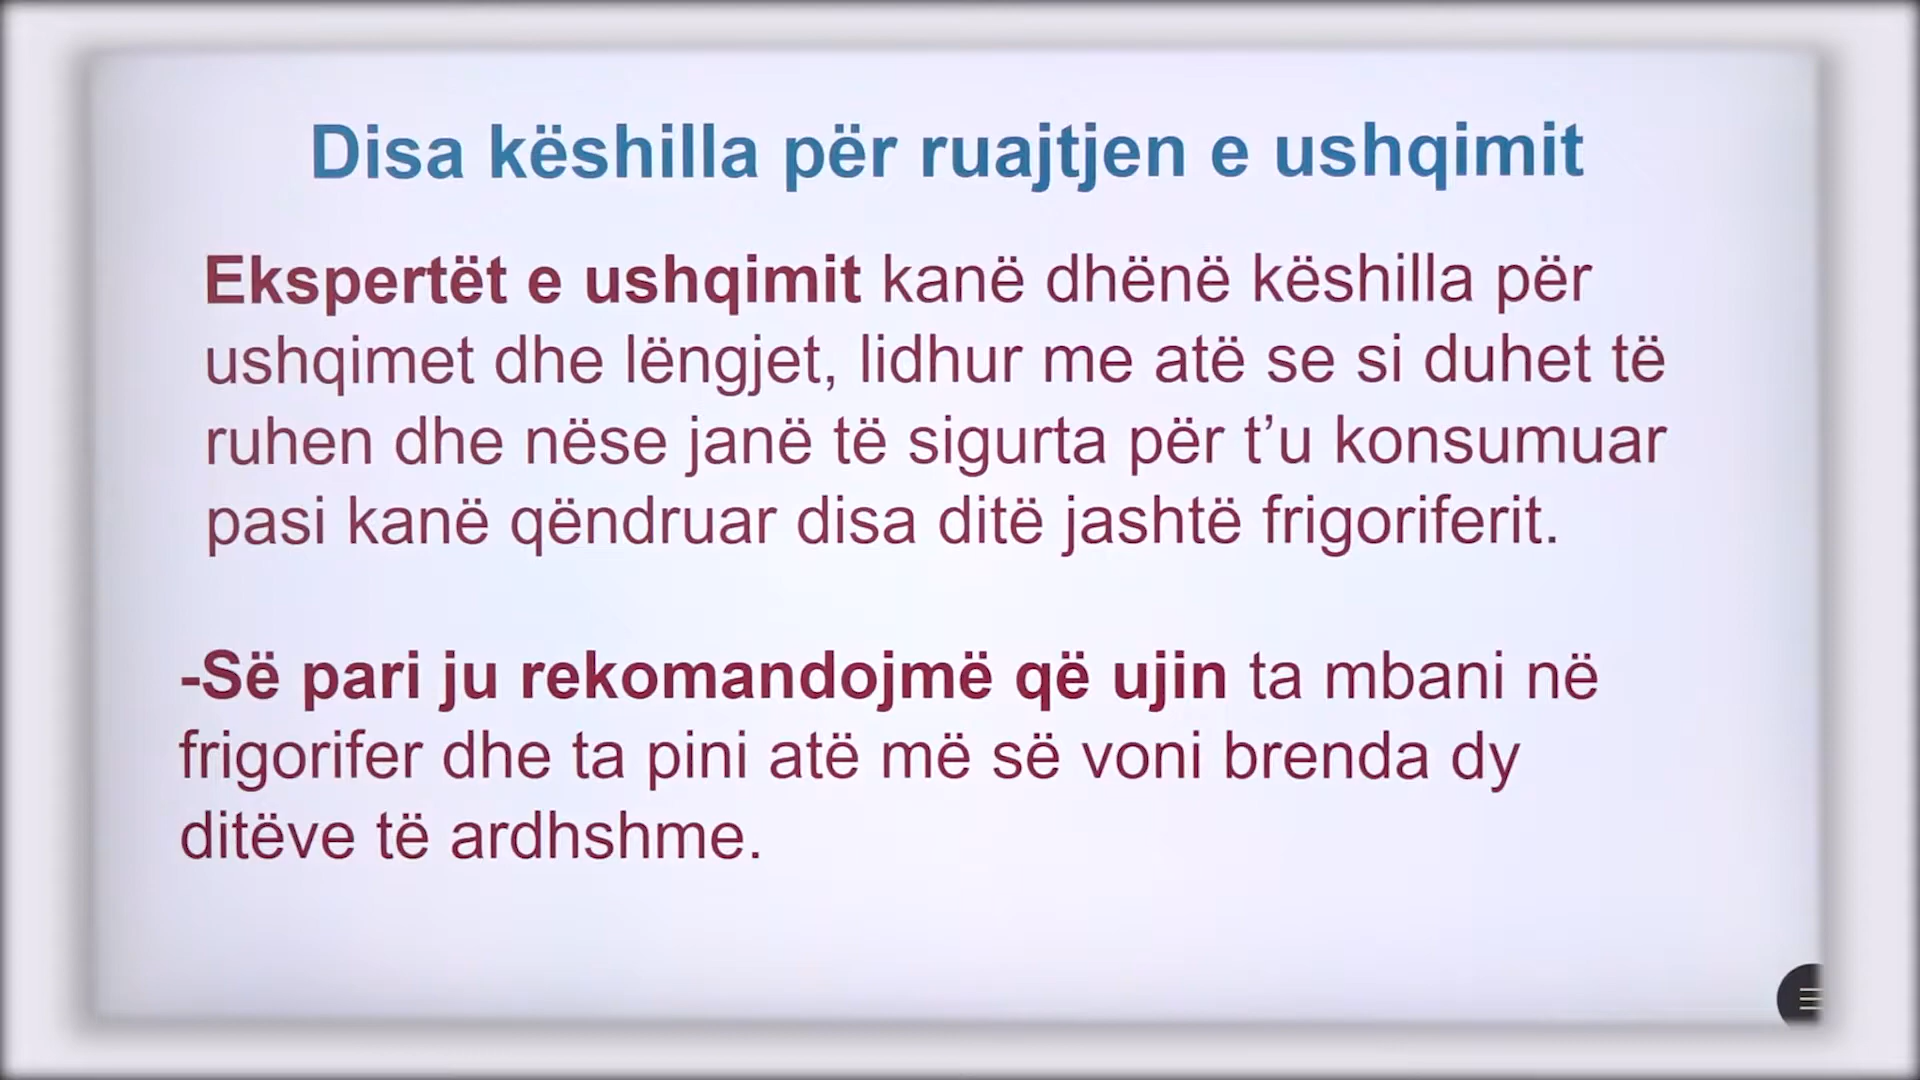 Disa këshilla për ruajtjen e ushqimit
Ekspertët e ushqimit kanë dhënë këshilla për
ushqimet dhe lëngjet, lidhur me atë se si duhet të
ruhen dhe nëse janë të sigurta për t’u konsumuar
pasi kanë qëndruar disa ditë jashtë frigoriferit.
-Së pari ju rekomandojmë që ujin ta mbani në
frigorifer dhe ta pini atë më së voni brenda dy
ditëve të ardhshme.